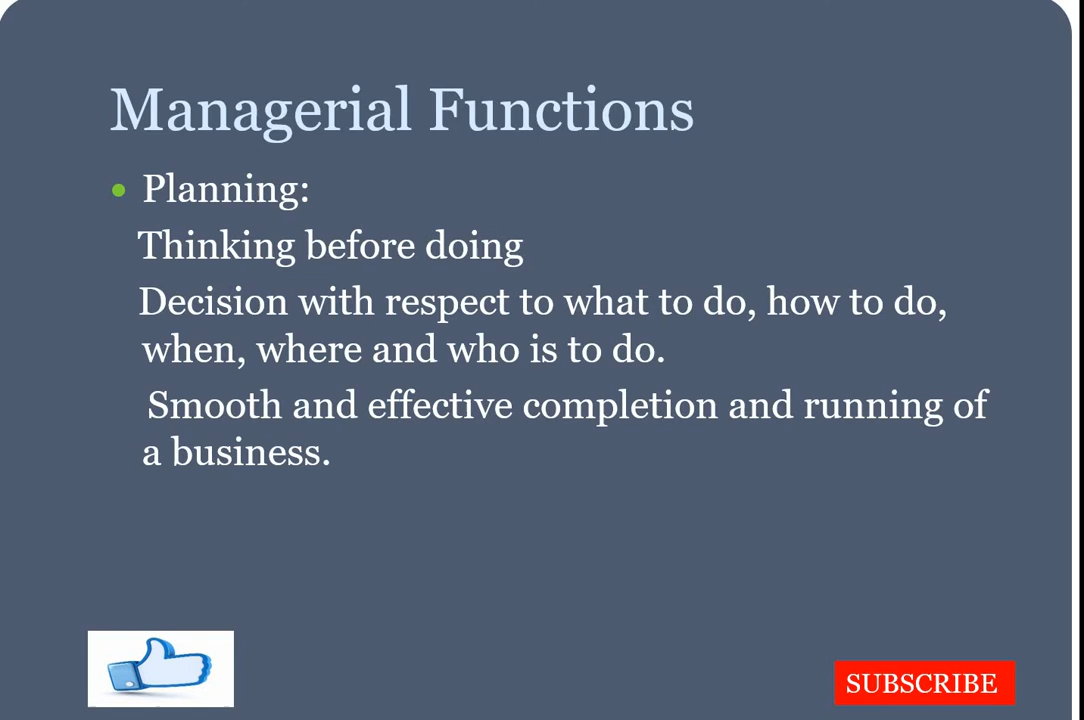 Managerial Functions
Planning:
Thinking before doing
Decision with respect to what to do, how to do,
when, where and who is to do.
Smooth and effective completion and running of
a business.
SUBSCRIBE